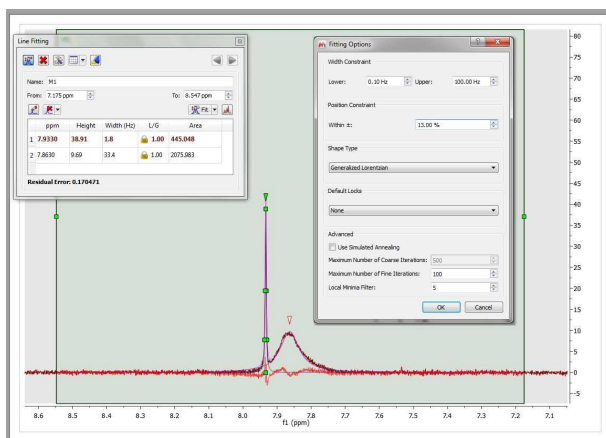 Line Fitting
Name: M1
From: 7.175 ppm To: 8.547 ppm
Fit
ppm Height Width (Hz) L/G Area
1 7.9330 38.91 1.8 1.00 445.048
2 7.8630 9.69 33.4 1.00 2075.983
Residual Error: 0.170471
Fitting Options
Width Constraint
Lower: 0.10 Hz Upper: 100.00 Hz
Position Constraint
Within ±: 13.00 %
Shape Type
Generalized Lorentzian
Default Locks
None
Advanced
Use Simulated Annealing
Maximum Number of Coarse Iterations: 500
Maximum Number of Fine Iterations: 100
Local Minima Filter: 5
OK Cancel
80
75
70
65
60
55
50
45
40
35
30
25
20
15
10
5
0
-5
8.6 8.5 8.4 8.3 8.2 8.1 8.0 7.9 7.8 7.7 7.6 7.5 7.4 7.3 7.2 7.1
f1 (ppm)